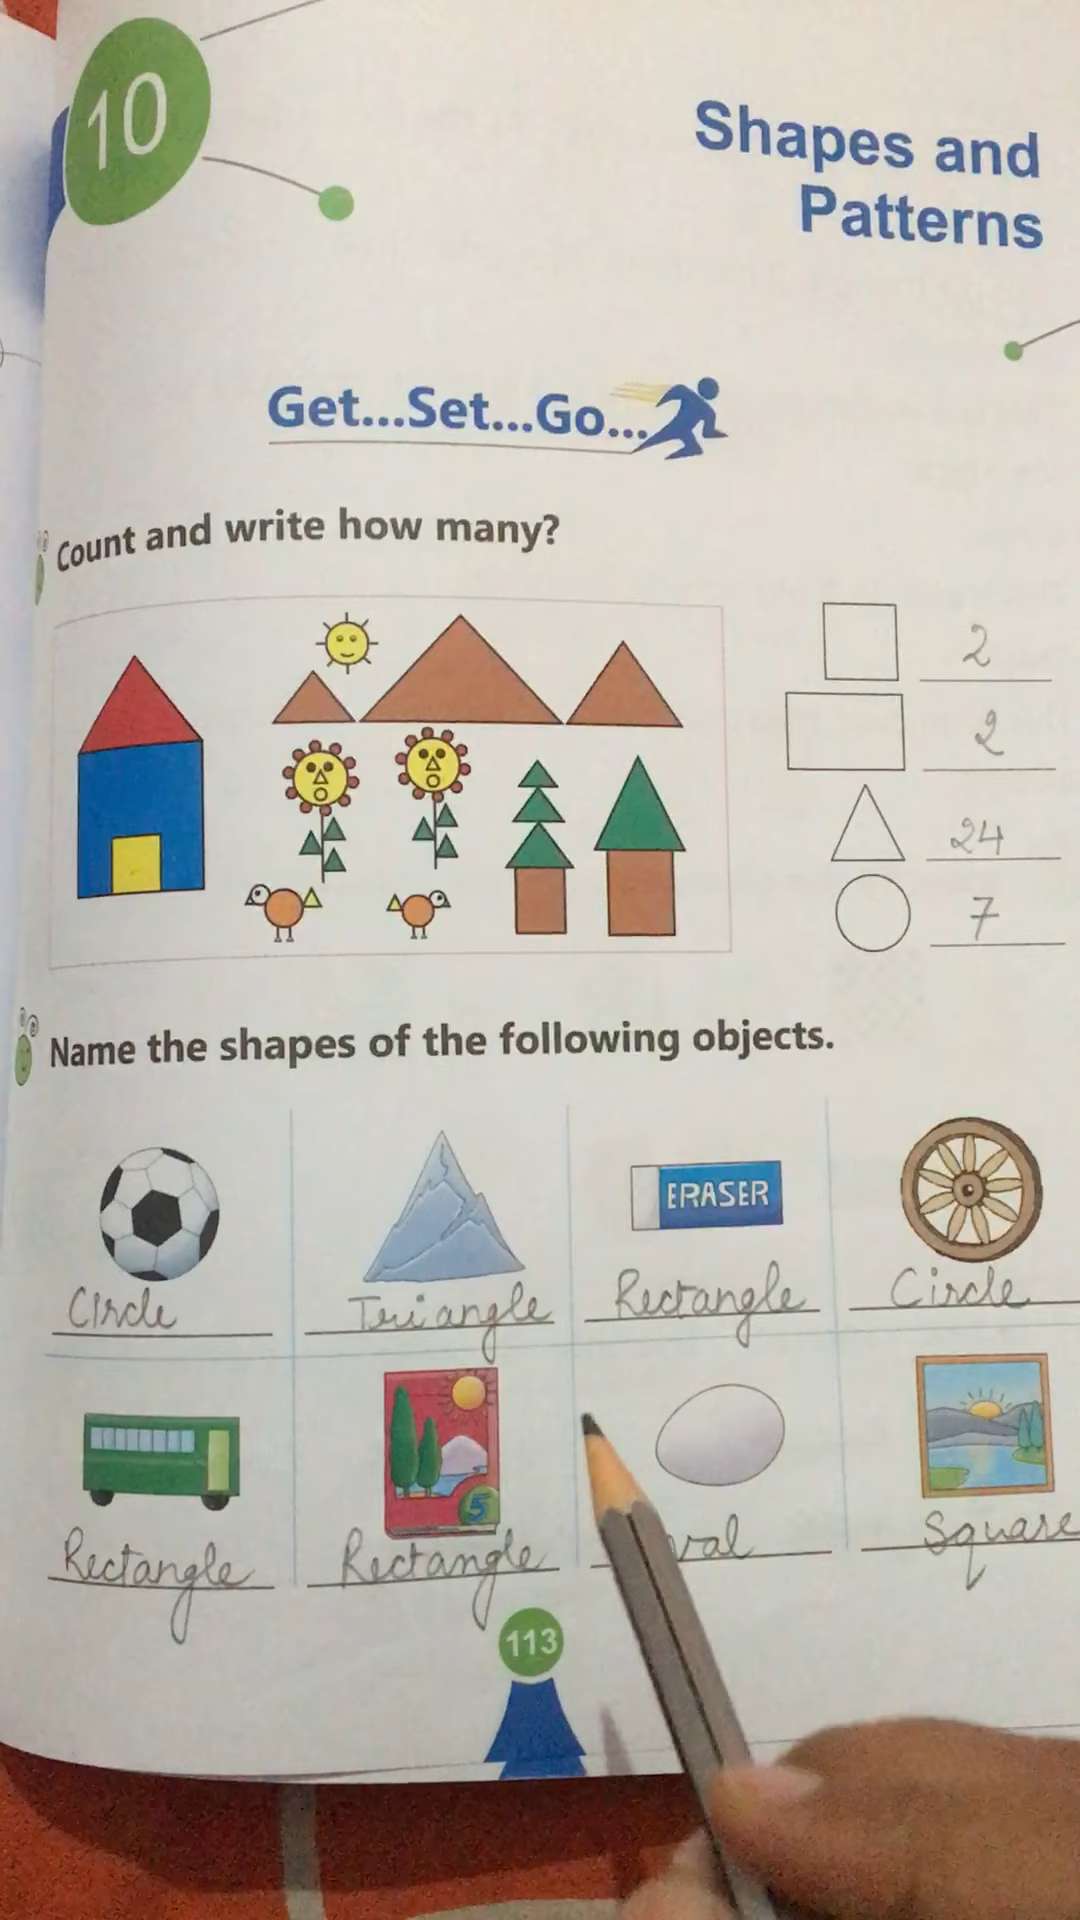 10
Shapes and
Patterns
Get...Set...Go...
Count and write how many?
2
2
24
7
Name the shapes of the following objects.
ERASER
Circle
Triangle
Rectangle
Circle
5
Rectangle
Rectangle
val
Square
113